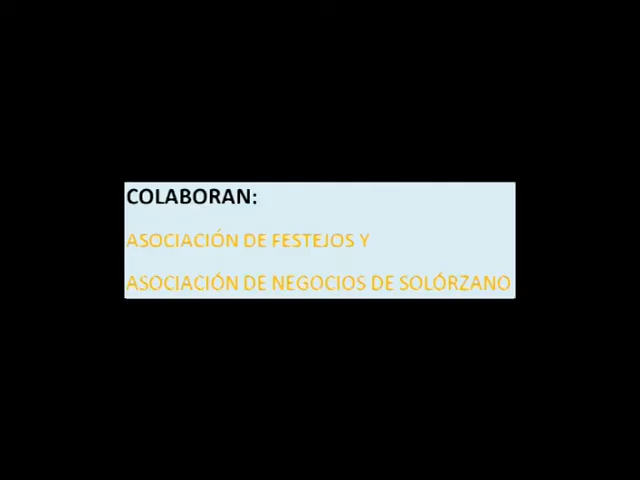 COLABORAN:
ASOCIACIÓN DE FESTEJOS Y
ASOCIACIÓN DE NEGOCIOS DE SOLÓRZANO